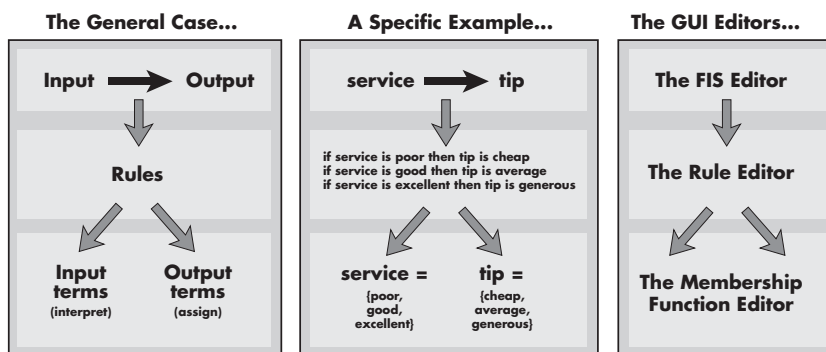 The General Case...
Input Output
Rules
Input terms
(interpret)
Output terms
(assign)
A Specific Example...
service tip
if service is poor then tip is cheap
if service is good then tip is average
if service is excellent then tip is generous
service =
{poor,
good,
excellent}
tip =
{cheap,
average,
generous}
The GUI Editors...
The FIS Editor
The Rule Editor
The Membership
Function Editor